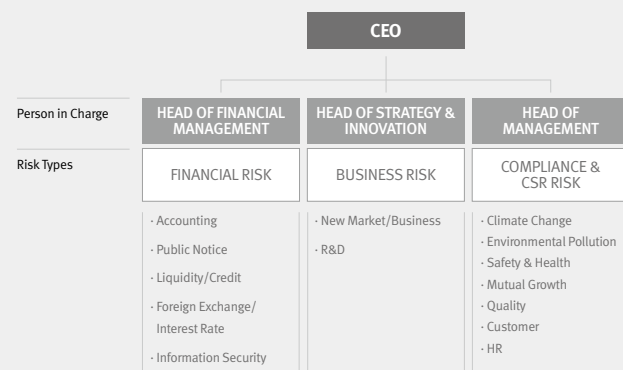 CEO
Person in Charge
HEAD OF FINANCIAL
MANAGEMENT
HEAD OF STRATEGY &
INNOVATION
HEAD OF
MANAGEMENT
Risk Types
FINANCIAL RISK
BUSINESS RISK
COMPLIANCE &
CSR RISK
· Accounting
· Public Notice
· Liquidity/Credit
· Foreign Exchange/
Interest Rate
· Information Security
· New Market/Business
· R&D
· Climate Change
· Environmental Pollution
· Safety & Health
· Mutual Growth
· Quality
· Customer
· HR